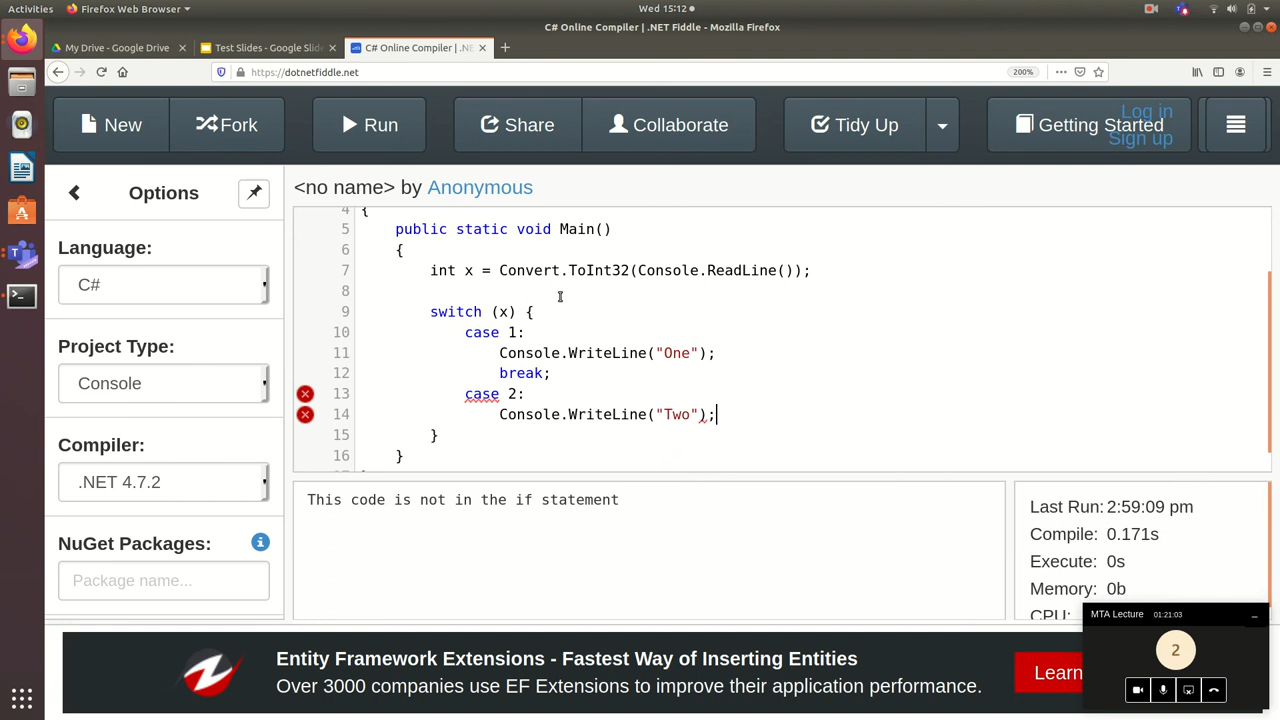 Activities Firefox Web Browser Wed 15:12
C# Online Compiler | .NET Fiddle - Mozilla Firefox
My Drive - Google Drive Test Slides - Google Slid C# Online Compiler | .NE
https://dotnetfiddle.net 200%
New Fork Run Share Collaborate Tidy Up Getting Started Log in
Sign up
Options
<no name> by Anonymous
Language:
C#
Project Type:
Console
Compiler:
.NET 4.7.2
NuGet Packages:
Package name...
4 {
5 public static void Main()
6 {
7 int x = Convert.ToInt32(Console.ReadLine());
8
9 switch (x) {
10 case 1:
11 Console.WriteLine("One");
12 break;
13 case 2:
14 Console.WriteLine("Two");
15 }
16 }
This code is not in the if statement
Last Run: 2:59:09 pm
Compile: 0.171s
Execute: 0s
Memory: 0b
CPU:
MTA Lecture 01:21:03
2
Entity Framework Extensions - Fastest Way of Inserting Entities
Over 3000 companies use EF Extensions to improve their application performance.
Learn